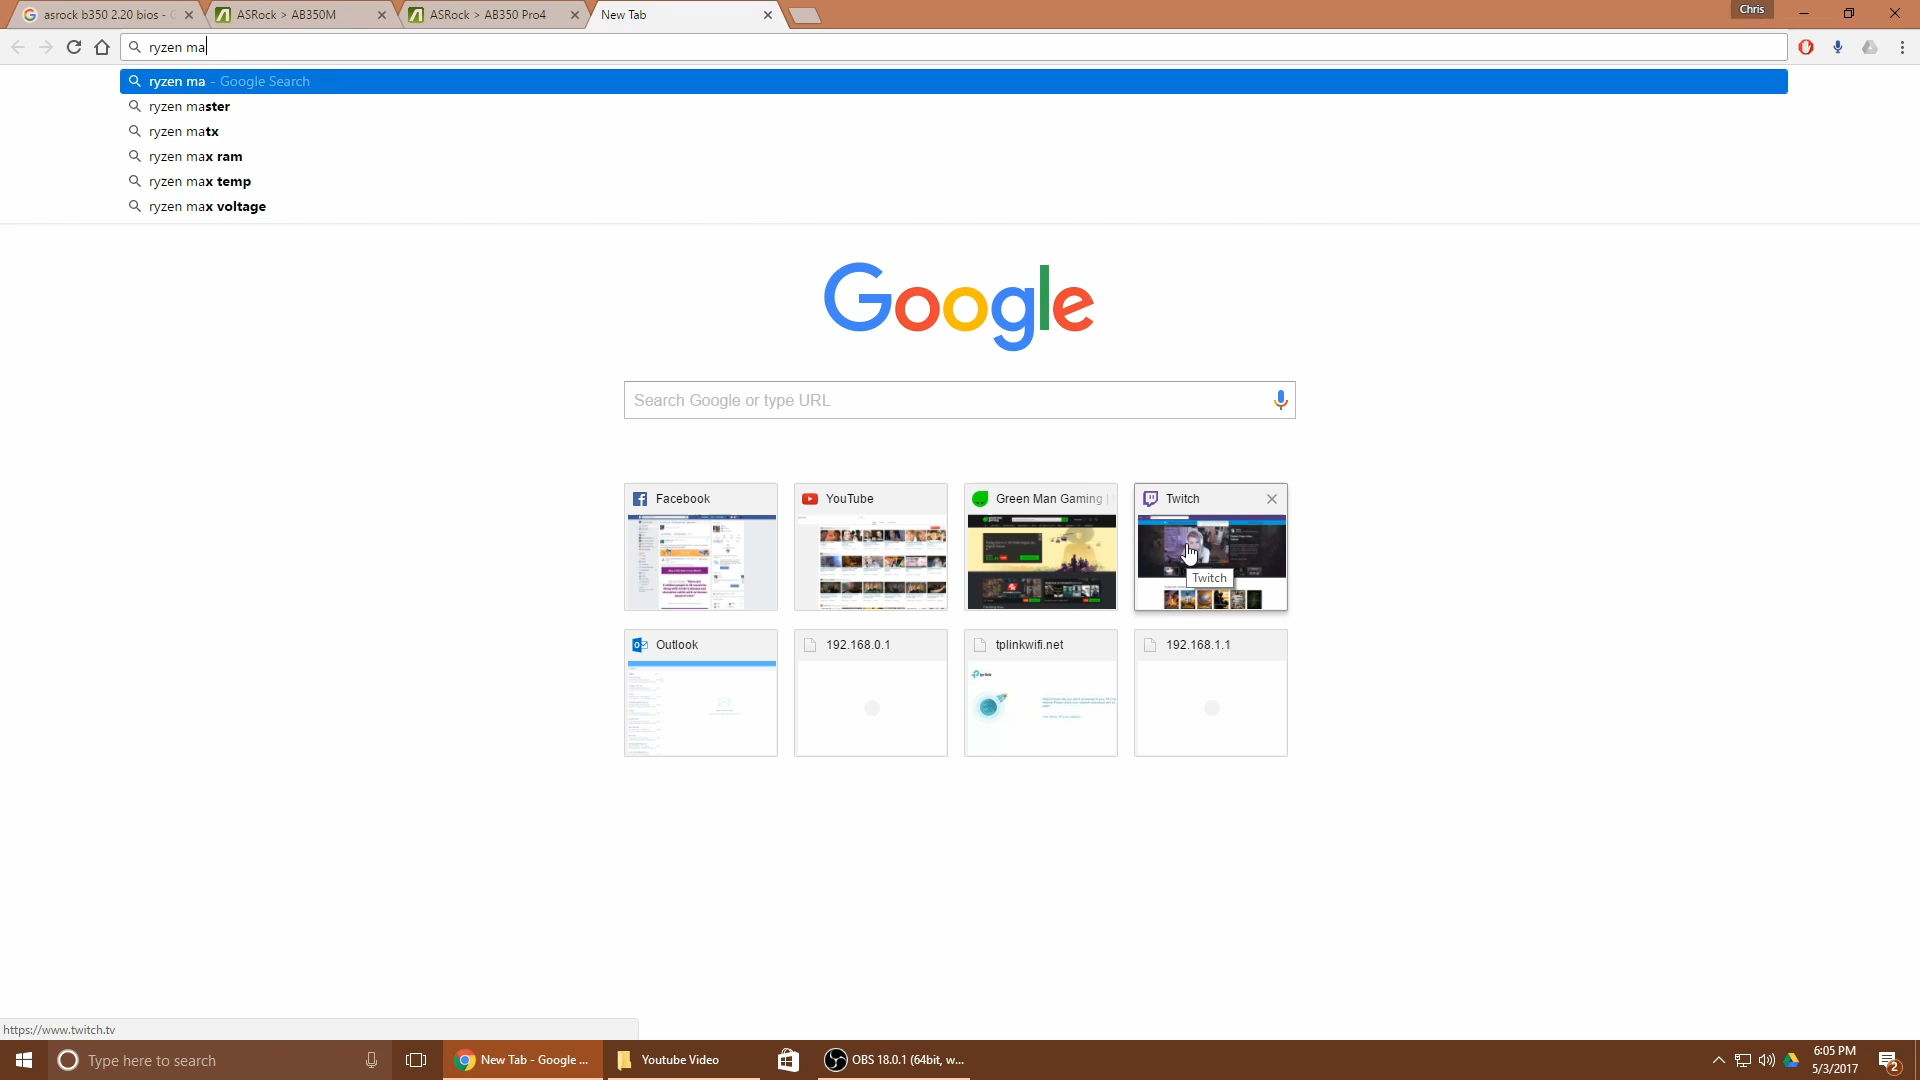 asrock b350 2.20 bios - G
ASRock > AB350M
ASRock > AB350 Pro4
New Tab
Chris
ryzen ma
ryzen ma - Google Search
ryzen master
ryzen matx
ryzen max ram
ryzen max temp
ryzen max voltage
Google
Search Google or type URL
Facebook
YouTube
Green Man Gaming |
Twitch
Twitch
Outlook
192.168.0.1
tplinkwifi.net
192.168.1.1
https://www.twitch.tv
Type here to search
New Tab - Google ...
Youtube Video
OBS 18.0.1 (64bit, w...
6:05 PM
5/3/2017
2